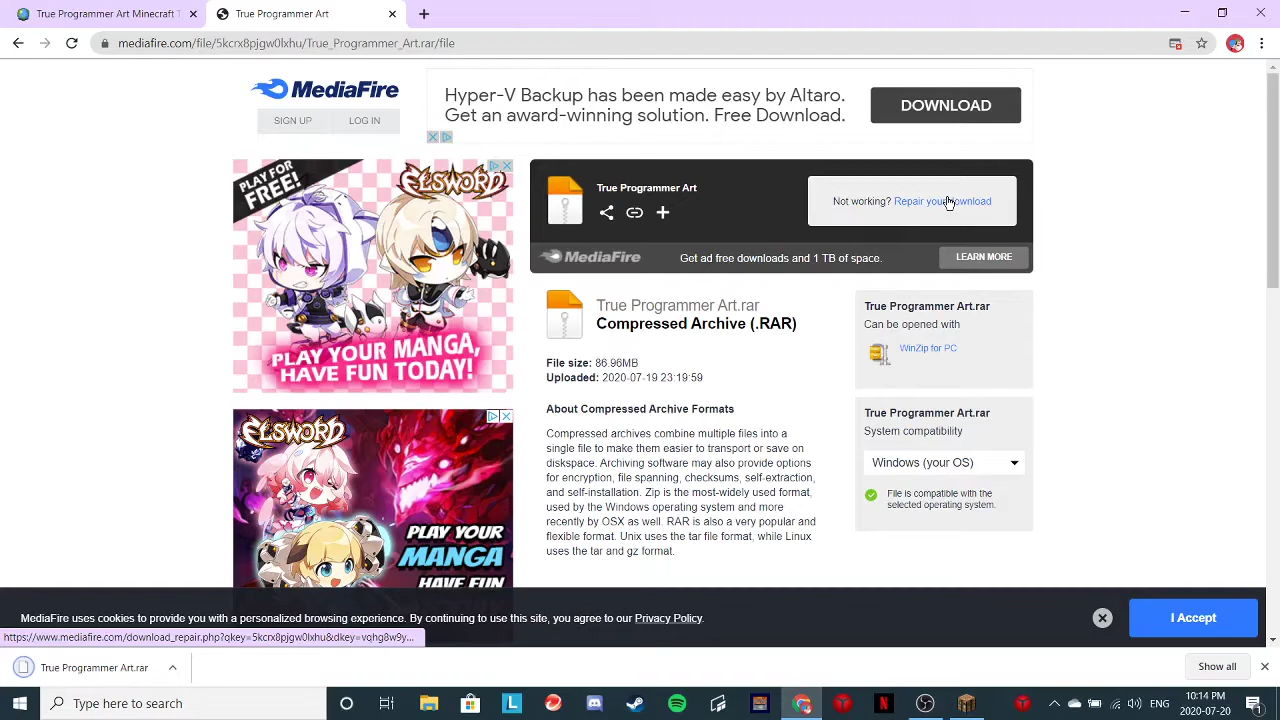 True Programmer Art Minecraft T
True Programmer Art
mediafire.com/file/5kcrx8pjgw0lxhu/True_Programmer_Art.rar/file
MediaFire
SIGN UP
LOG IN
Hyper-V Backup has been made easy by Altaro.
Get an award-winning solution. Free Download.
DOWNLOAD
PLAY FOR
FREE!
ELSWORD
PLAY YOUR MANGA,
HAVE FUN TODAY!
True Programmer Art
Not working? Repair your download
MediaFire
Get ad free downloads and 1 TB of space.
LEARN MORE
True Programmer Art.rar
Compressed Archive (.RAR)
File size: 86.96MB
Uploaded: 2020-07-19 23:19:59
About Compressed Archive Formats
Compressed archives combine multiple files into a
single file to make them easier to transport or save on
diskspace. Archiving software may also provide options
for encryption, file spanning, checksums, self-extraction,
and self-installation. Zip is the most-widely used format,
used by the Windows operating system and more
recently by OSX as well. RAR is also a very popular and
flexible format. Unix uses the tar file format, while Linux
uses the tar and gz format.
True Programmer Art.rar
Can be opened with
WinZip for PC
True Programmer Art.rar
System compatibility
Windows (your OS)
File is compatible with the
selected operating system.
ELSWORD
PLAY YOUR
MANGA
HAVE FUN
MediaFire uses cookies to provide you with a personalized browsing experience. By continuing to use this site, you agree to our Privacy Policy.
I Accept
https://www.mediafire.com/download_repair.php?qkey=5kcrx8pjgw0lxhu&dkey=vqhg8w9y...
True Programmer Art.rar
Show all
Type here to search
L
N
ENG
10:14 PM
2020-07-20